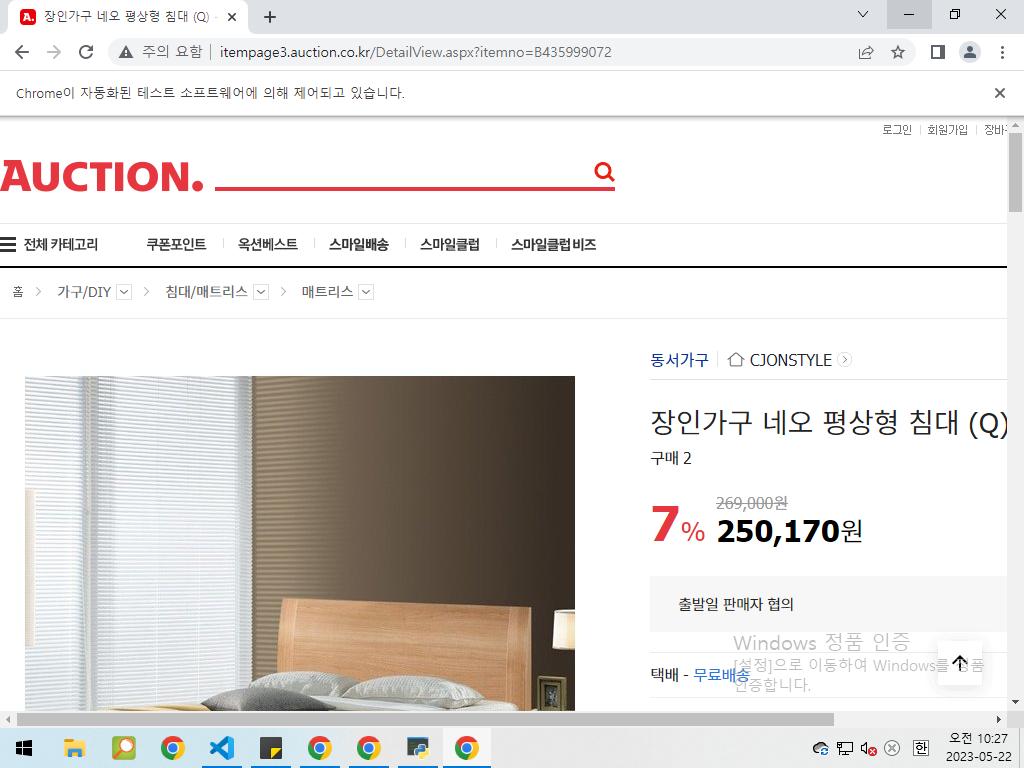 장인가구 네오 평상형 침대 (Q)
주의 요함
itempage3.auction.co.kr/DetailView.aspx?itemno=B435999072
Chrome이 자동화된 테스트 소프트웨어에 의해 제어되고 있습니다.
로그인 회원가입
AUCTION.
전체 카테고리 쿠폰포인트 옥션베스트 스마일배송 스마일클럽 스마일클럽 비즈
홈 가구/DIY 침대/매트리스 매트리스
동서가구 CJONSTYLE
장인가구 네오 평상형 침대 (Q)
구매 2
269,000원
7% 250,170원
출발일 판매자 협의
Windows 정품 인증
[설정]으로 이동하여 Windows를 정품
인증합니다.
택배 - 무료배송
한
오전 10:27
2023-05-22